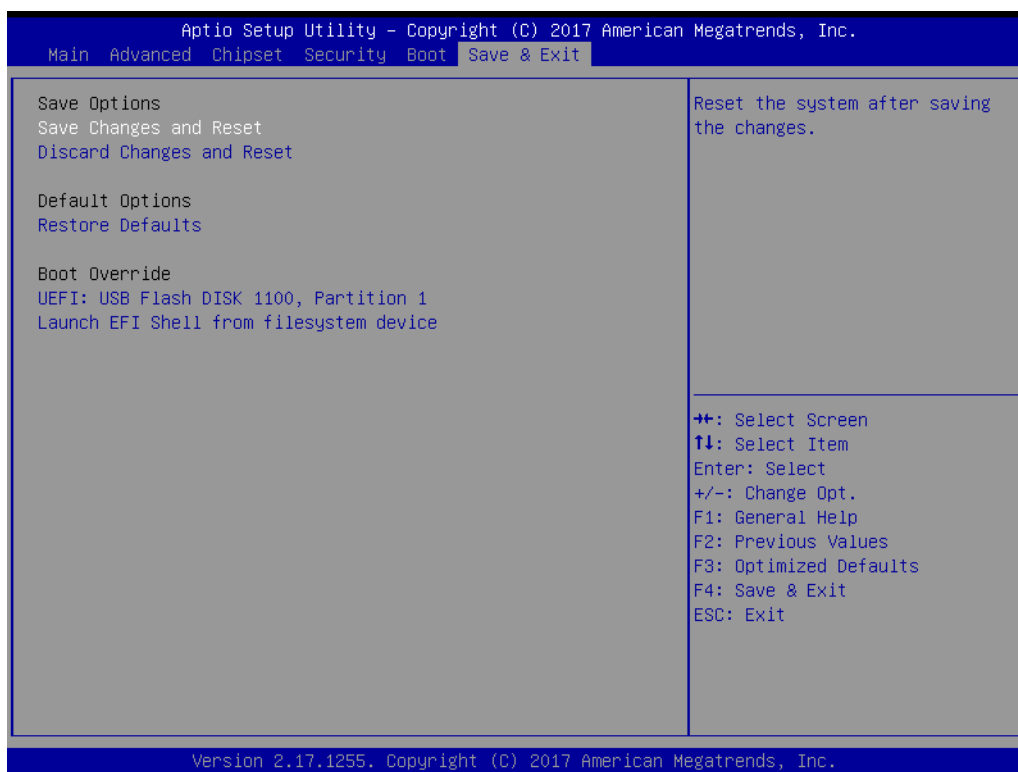 Aptio Setup Utility – Copyright (C) 2017 American Megatrends, Inc.
Main Advanced Chipset Security Boot Save & Exit
Save Options
Save Changes and Reset
Discard Changes and Reset
Default Options
Restore Defaults
Boot Override
UEFI: USB Flash DISK 1100, Partition 1
Launch EFI Shell from filesystem device
Reset the system after saving
the changes.
→←: Select Screen
↑↓: Select Item
Enter: Select
+/-: Change Opt.
F1: General Help
F2: Previous Values
F3: Optimized Defaults
F4: Save & Exit
ESC: Exit
Version 2.17.1255. Copyright (C) 2017 American Megatrends, Inc.